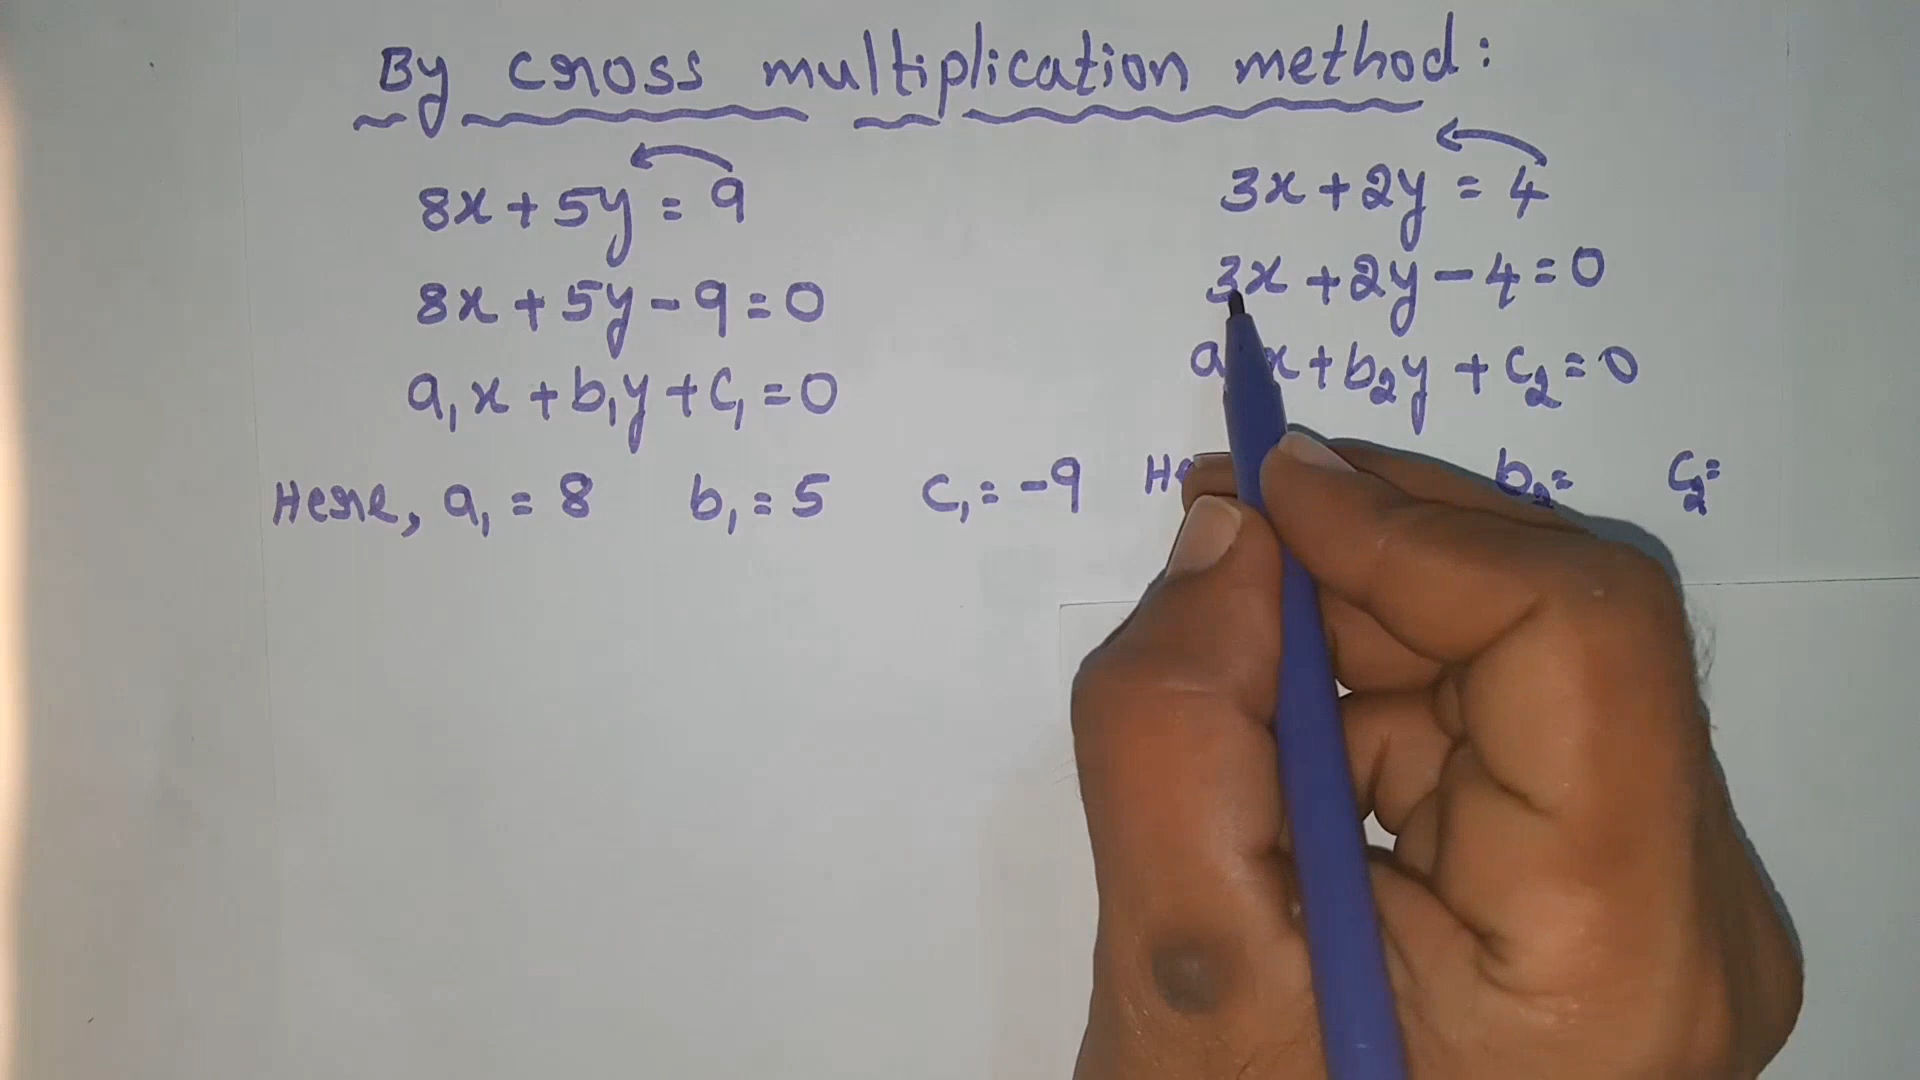 By cross multiplication method:
8x + 5y = 9
8x + 5y - 9 = 0
a₁x + b₁y + c₁ = 0
Here, a₁ = 8 b₁ = 5 c₁ = -9
3x + 2y = 4
3x + 2y - 4 = 0
x + b₂y + c₂ = 0
b₂ = c₂ =